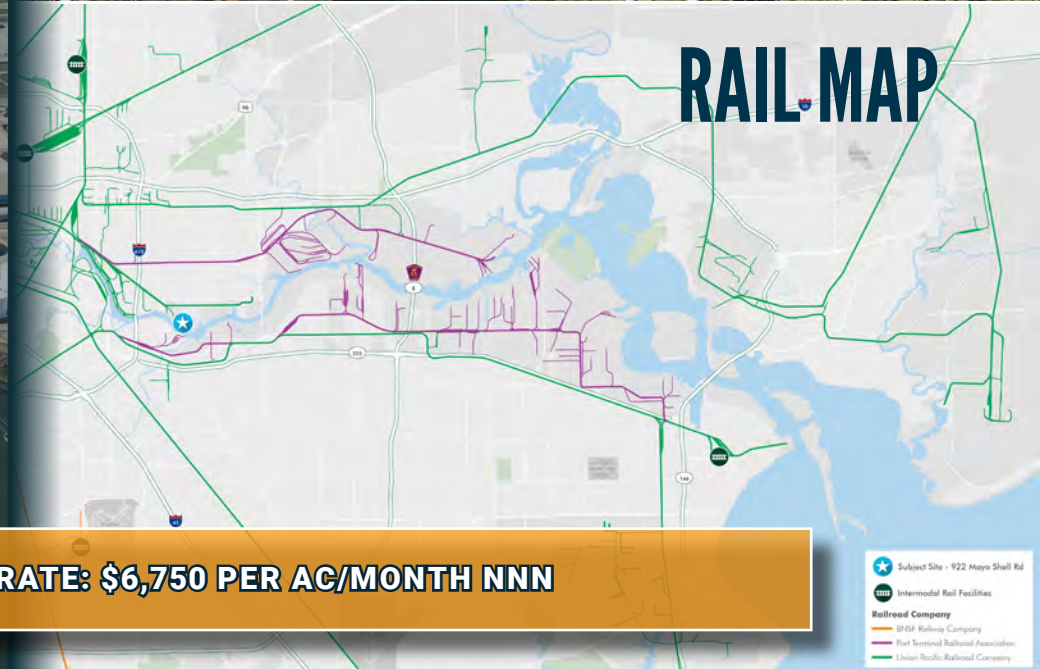 RAIL MAP
10
90
610
8
225
146
45
RATE: $6,750 PER AC/MONTH NNN
Subject Site - 922 Mayo Shell Rd
Intermodal Rail Facilities
Railroad Company
BNSF Railway Company
Port Terminal Railroad Association
Union Pacific Railroad Company